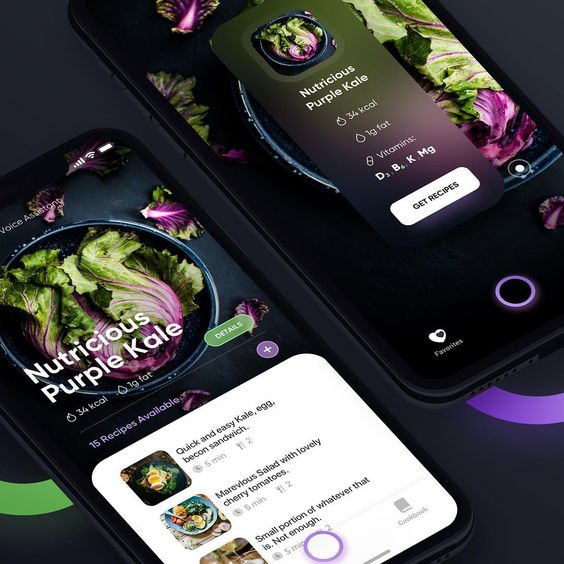 Nutricious
Purple Kale
34 kcal
1g fat
Vitamins:
D₃ B₆ K Mg
GET RECIPES
Favorites
Voice Assistant
Nutricious
Purple Kale
34 kcal
1g fat
DETAILS
15 Recipes Available
Quick and easy Kale, egg,
becon sandwich.
5 min
2
Marevious Salad with lovely
cherry tomatoes.
5 min
2
Small portion of whatever that
is. Not enough.
5 min
2
Cookbook